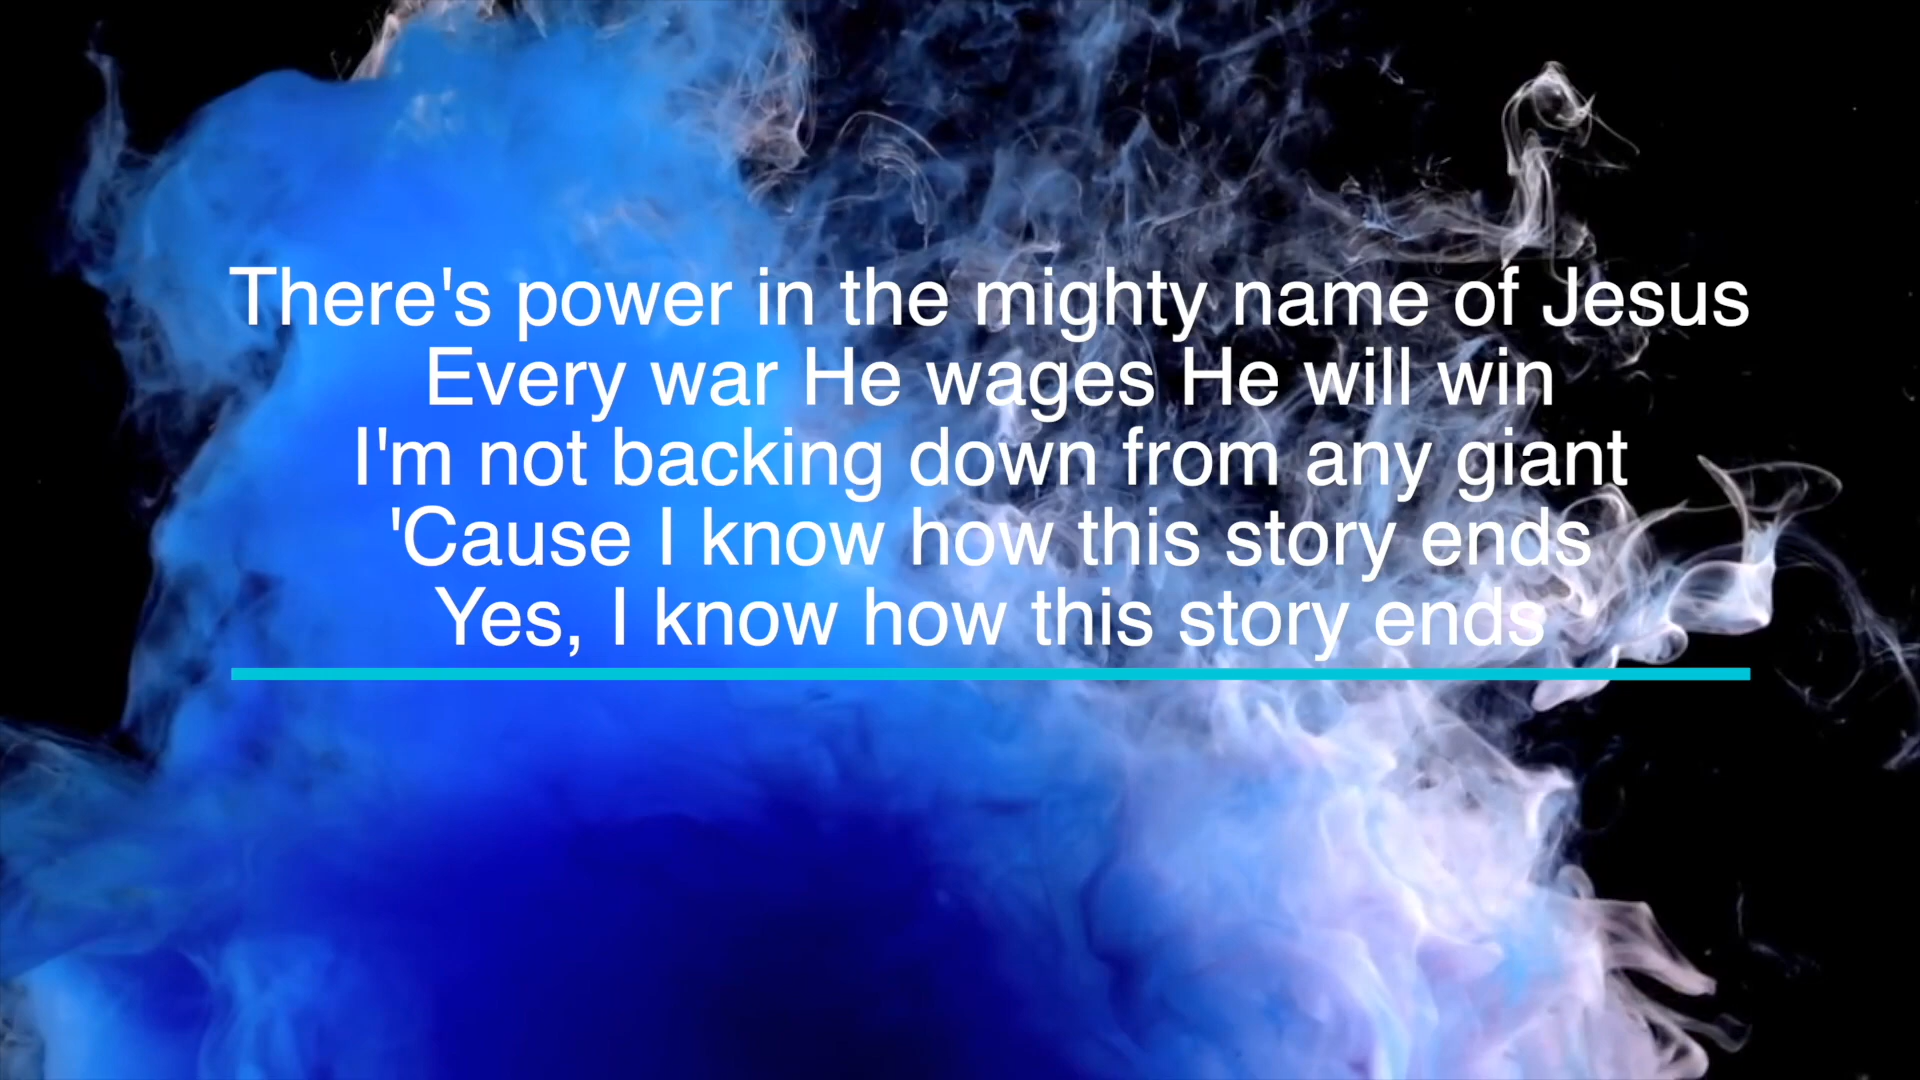 There's power in the mighty name of Jesus
Every war He wages He will win
I'm not backing down from any giant
'Cause I know how this story ends
Yes, I know how this story ends